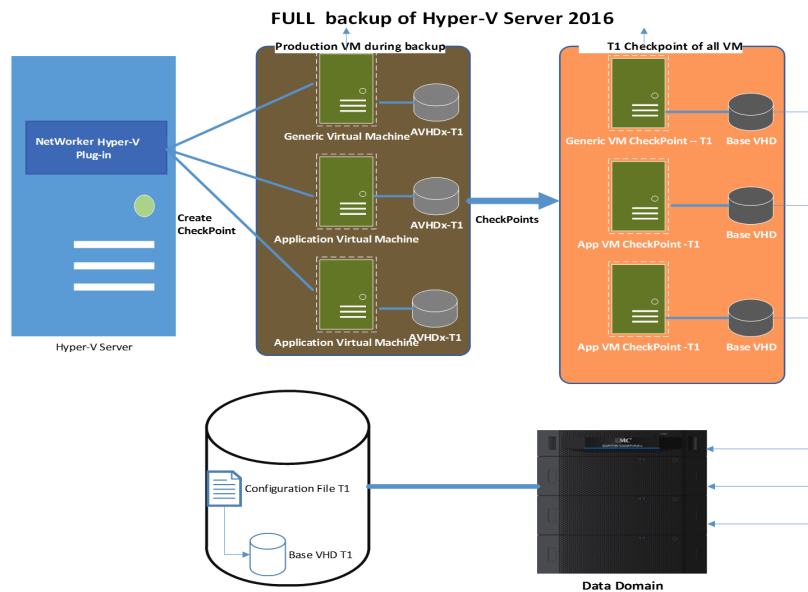 FULL backup of Hyper-V Server 2016
Production VM during backup
T1 Checkpoint of all VM
NetWorker Hyper-V
Plug-in
Create
CheckPoint
Hyper-V Server
Generic Virtual Machine
AVHDx-T1
Application Virtual Machine
AVHDx-T1
Application Virtual Machine
AVHDx-T1
CheckPoints
Generic VM CheckPoint – T1
Base VHD
App VM CheckPoint -T1
Base VHD
App VM CheckPoint -T1
Base VHD
Configuration File T1
Base VHD T1
EMC²
Data Domain